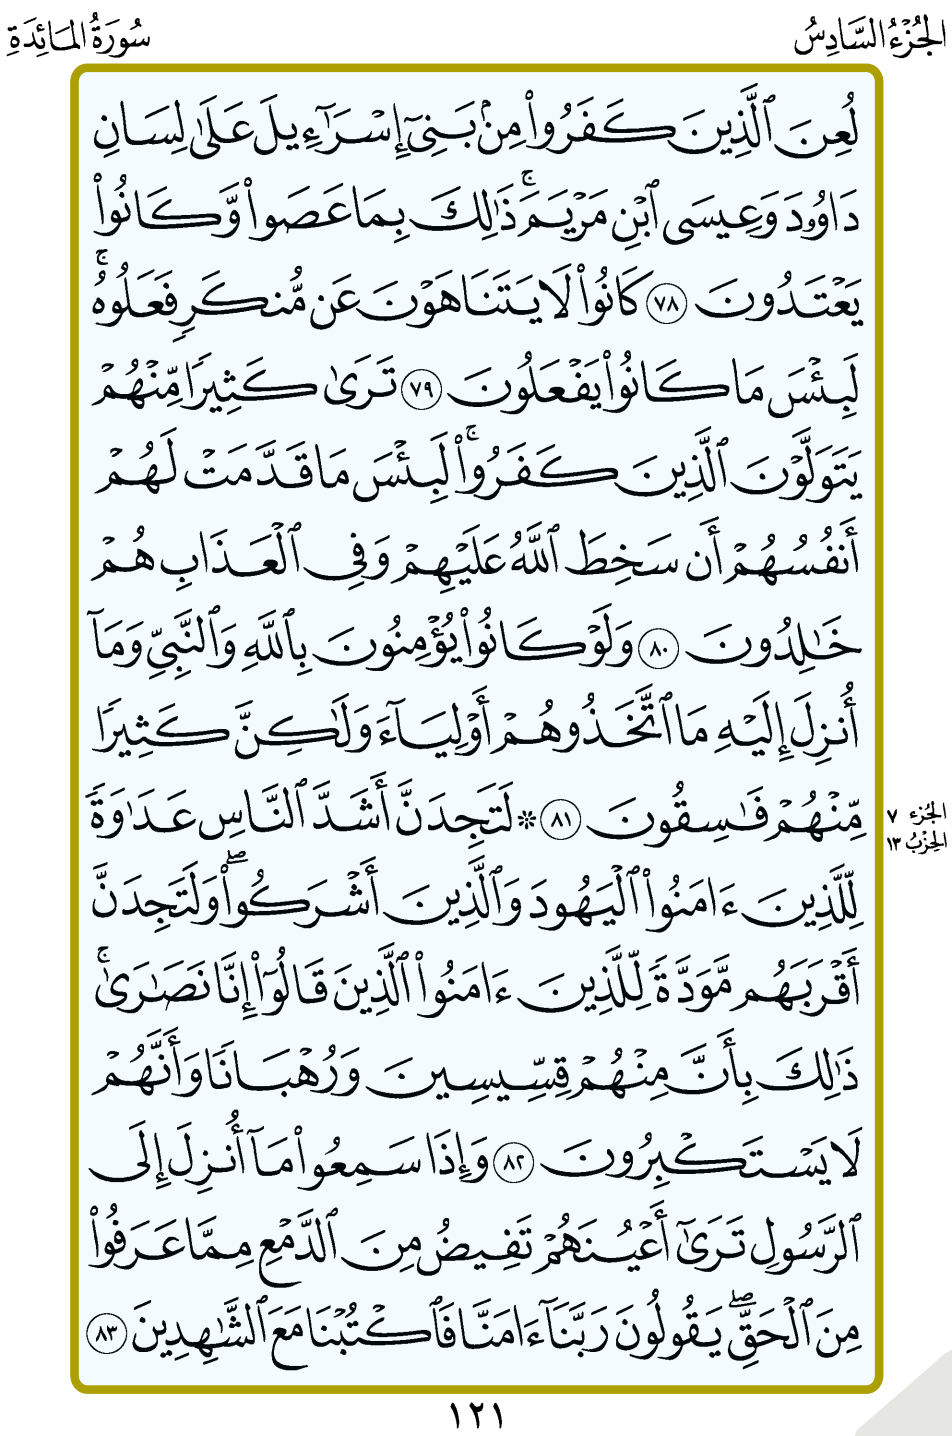 الجُزْءُ السَّادِسُ
سُورَةُ المَائِدَةِ
لُعِنَ ٱلَّذِينَ كَفَرُواْ مِنۢ بَنِيٓ إِسۡرَٰٓءِيلَ عَلَىٰ لِسَانِ
دَاوُۥدَ وَعِيسَى ٱبۡنِ مَرۡيَمَۚ ذَٰلِكَ بِمَا عَصَواْ وَّكَانُواْ
يَعۡتَدُونَ ٧٨ كَانُواْ لَا يَتَنَاهَوۡنَ عَن مُّنكَرٖ فَعَلُوهُۚ
لَبِئۡسَ مَا كَانُواْ يَفۡعَلُونَ ٧٩ تَرَىٰ كَثِيرٗا مِّنۡهُمۡ
يَتَوَلَّوۡنَ ٱلَّذِينَ كَفَرُواْۚ لَبِئۡسَ مَا قَدَّمَتۡ لَهُمۡ
أَنفُسُهُمۡ أَن سَخِطَ ٱللَّهُ عَلَيۡهِمۡ وَفِي ٱلۡعَذَابِ هُمۡ
خَٰلِدُونَ ٨٠ وَلَوۡ كَانُواْ يُؤۡمِنُونَ بِٱللَّهِ وَٱلنَّبِيِّ وَمَآ
أُنزِلَ إِلَيۡهِ مَا ٱتَّخَذُوهُمۡ أَوۡلِيَآءَ وَلَٰكِنَّ كَثِيرٗا
مِّنۡهُمۡ فَٰسِقُونَ ٨١ ۞ لَتَجِدَنَّ أَشَدَّ ٱلنَّاسِ عَدَٰوَةٗ
الجُزء ٧
الحِزْبُ ١٣
لِّلَّذِينَ ءَامَنُواْ ٱلۡيَهُودَ وَٱلَّذِينَ أَشۡرَكُواْۖ وَلَتَجِدَنَّ
أَقۡرَبَهُم مَّوَدَّةٗ لِّلَّذِينَ ءَامَنُواْ ٱلَّذِينَ قَالُوٓاْ إِنَّا نَصَٰرَىٰۚ
ذَٰلِكَ بِأَنَّ مِنۡهُمۡ قِسِّيسِينَ وَرُهۡبَانٗا وَأَنَّهُمۡ
لَا يَسۡتَكۡبِرُونَ ٨٢ وَإِذَا سَمِعُواْ مَآ أُنزِلَ إِلَى
ٱلرَّسُولِ تَرَىٰٓ أَعۡيُنَهُمۡ تَفِيضُ مِنَ ٱلدَّمۡعِ مِمَّا عَرَفُواْ
مِنَ ٱلۡحَقِّۖ يَقُولُونَ رَبَّنَآ ءَامَنَّا فَٱكۡتُبۡنَا مَعَ ٱلشَّٰهِدِينَ ٨٣
١٢١